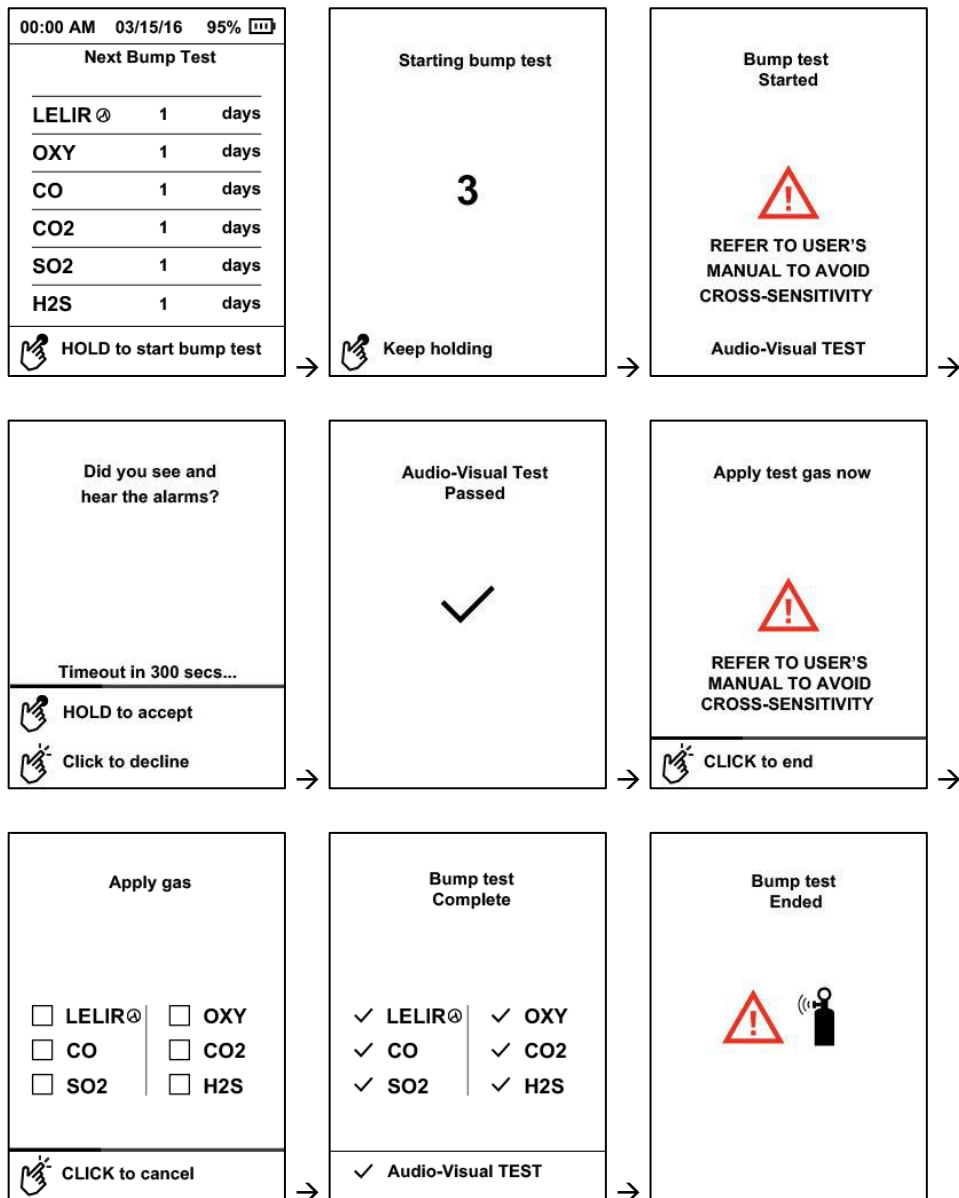 00:00 AM 03/15/16 95%
Next Bump Test
LELIR 1 days
OXY 1 days
CO 1 days
CO2 1 days
SO2 1 days
H2S 1 days
HOLD to start bump test
→
Starting bump test
3
Keep holding
→
Bump test
Started
REFER TO USER'S
MANUAL TO AVOID
CROSS-SENSITIVITY
Audio-Visual TEST
→
Did you see and
hear the alarms?
Timeout in 300 secs...
HOLD to accept
Click to decline
→
Audio-Visual Test
Passed
→
Apply test gas now
REFER TO USER'S
MANUAL TO AVOID
CROSS-SENSITIVITY
CLICK to end
→
Apply gas
LELIR OXY
CO CO2
SO2 H2S
CLICK to cancel
→
Bump test
Complete
✓ LELIR ✓ OXY
✓ CO ✓ CO2
✓ SO2 ✓ H2S
✓ Audio-Visual TEST
→
Bump test
Ended